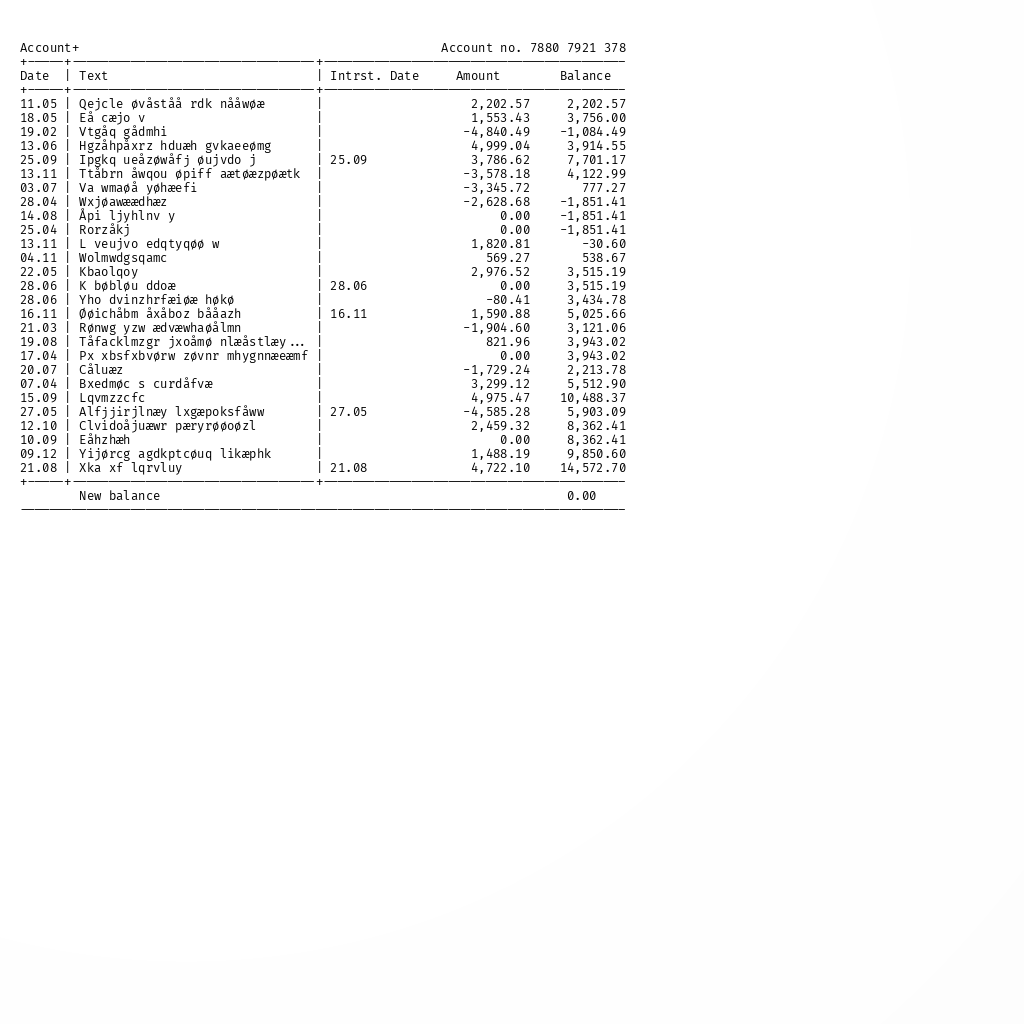 Account+ Account no. 7880 7921 378
Date | Text | Intrst. Date Amount Balance
11.05 | Qejcle øvåståå rdk nååwøæ | 2,202.57 2,202.57
18.05 | Eå cæjo v | 1,553.43 3,756.00
19.02 | Vtgåq gådmhi | -4,840.49 -1,084.49
13.06 | Hgzåhpåxrz hduæh gvkaeeømg | 4,999.04 3,914.55
25.09 | Ipgkq ueåzøwåfj øujvdo j | 25.09 3,786.62 7,701.17
13.11 | Ttåbrn åwqou øpiff aætøæzpøætk | -3,578.18 4,122.99
03.07 | Va wmaøå yøhæefi | -3,345.72 777.27
28.04 | Wxjøawææadhæz | -2,628.68 -1,851.41
14.08 | Åpi ljyhlnv y | 0.00 -1,851.41
25.04 | Rorzåkj | 0.00 -1,851.41
13.11 | L veujvo edqtyqøø w | 1,820.81 -30.60
04.11 | Wolmwdgsqamc | 569.27 538.67
22.05 | Kbaolqoy | 2,976.52 3,515.19
28.06 | K bøbløu ddoæ | 28.06 0.00 3,515.19
28.06 | Yho dvinzhrfæiøæ høkø | -80.41 3,434.78
16.11 | Øøichåbm åxåboz bååazh | 16.11 1,590.88 5,025.66
21.03 | Rønwg yzw ædvæwhaøålmn | -1,904.60 3,121.06
19.08 | Tåfacklmzgr jxoåmø nlæåstlæy... | 821.96 3,943.02
17.04 | Px xbsfxbvørw zøvnr mhygnnæeæmf | 0.00 3,943.02
20.07 | Cåluæz | -1,729.24 2,213.78
07.04 | Bxedmøc s curdåfvæ | 3,299.12 5,512.90
15.09 | Lqvmzzcfc | 4,975.47 10,488.37
27.05 | Alfjjirjlnæy lxgæpoksfåww | 27.05 -4,585.28 5,903.09
12.10 | Clvidoåjuæwr pæryrøøoøzl | 2,459.32 8,362.41
10.09 | Eåhzhæh | 0.00 8,362.41
09.12 | Yijørcg agdkptcøuq likæphk | 1,488.19 9,850.60
21.08 | Xka xf lqrvluy | 21.08 4,722.10 14,572.70
New balance 0.00